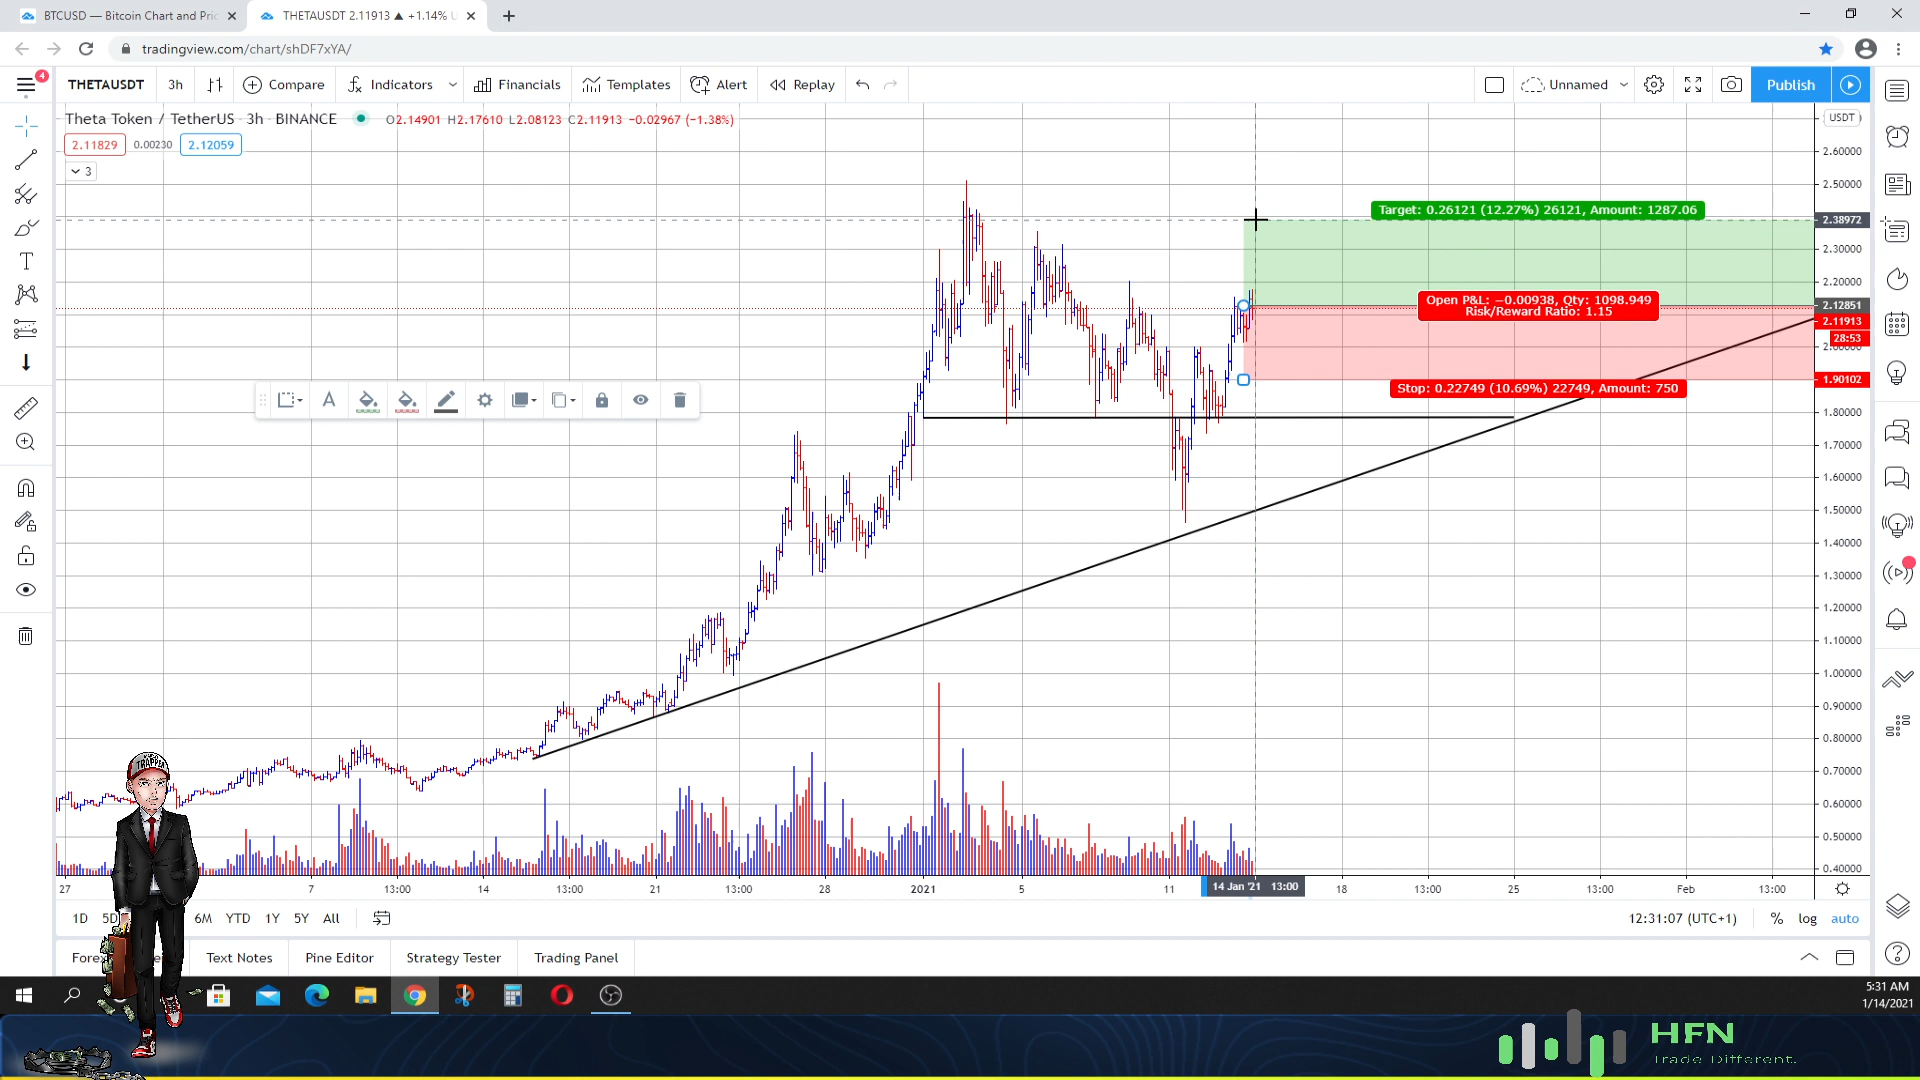 BTCUSD — Bitcoin Chart and Pric
THETAUSDT 2.11913 ▲ +1.14% U
tradingview.com/chart/shDF7xYA/
4
THETAUSDT 3h Compare Indicators Financials Templates Alert Replay Unnamed Publish
Theta Token / TetherUS · 3h · BINANCE O2.14901 H2.17610 L2.08123 C2.11913 −0.02967 (−1.38%)
USDT
2.11829 0.00230 2.12059
3
2.60000
2.50000
Target: 0.26121 (12.27%) 26121, Amount: 1287.06
2.38972
2.30000
2.20000
Open P&L: −0.00938, Qty: 1098.949
Risk/Reward Ratio: 1.15
2.12851
2.11913
28:53
2.00000
Stop: 0.22749 (10.69%) 22749, Amount: 750
1.90102
1.80000
1.70000
1.60000
1.50000
1.40000
1.30000
1.20000
1.10000
1.00000
0.90000
0.80000
0.70000
0.60000
0.50000
0.40000
TRAPPER
27 7 13:00 14 13:00 21 13:00 28 2021 5 11 14 Jan '21 13:00 18 13:00 25 13:00 Feb 13:00
1D 5D 6M YTD 1Y 5Y All
12:31:07 (UTC+1) % log auto
Forex Text Notes Pine Editor Strategy Tester Trading Panel
5:31 AM
1/14/2021
HFN
Trade Different.